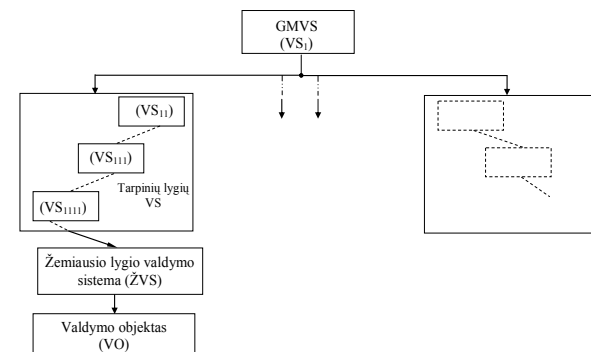 GMVS
(VS₁)
(VS₁₁)
(VS₁₁₁)
Tarpinių lygių
VS
(VS₁₁₁₁)
Žemiausio lygio valdymo
sistema (ŽVS)
Valdymo objektas
(VO)